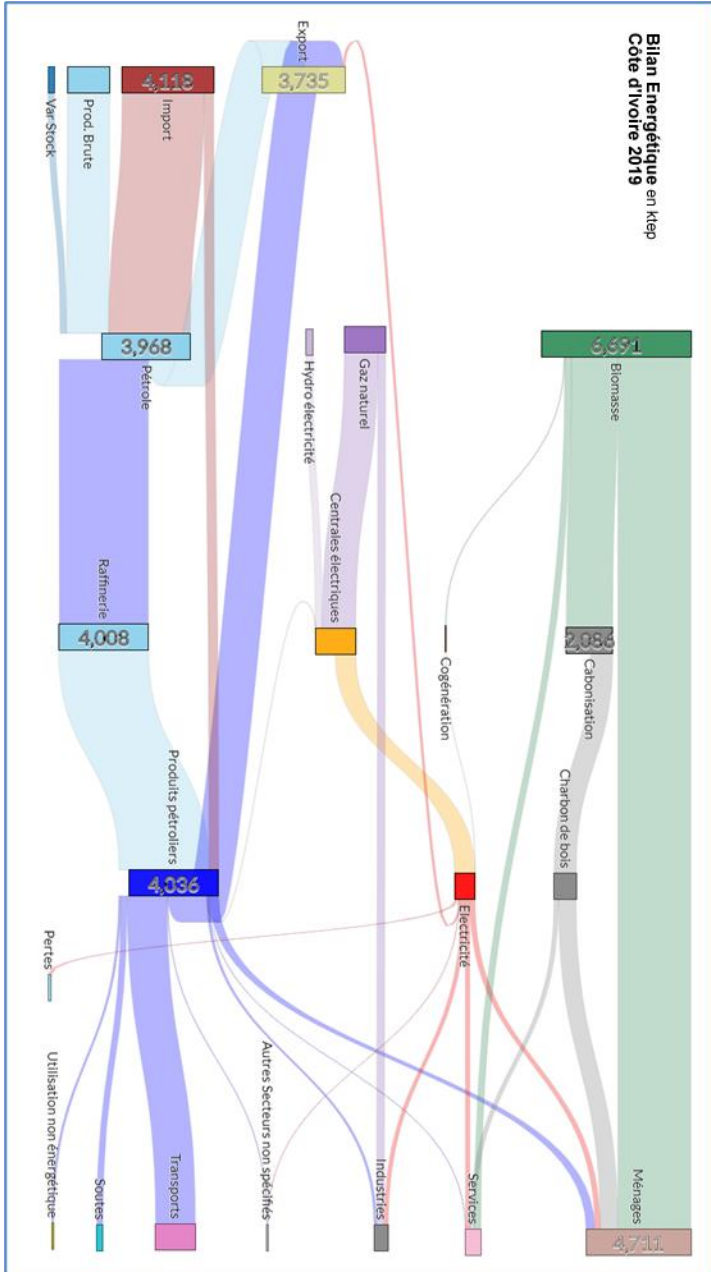 Bilan Energétique en ktep
Côte d'Ivoire 2019
Ménages
4,711
Biomasse
6,691
Cabonisation
2,086
Charbon de bois
Services
Electricité
Cogénération
Industries
Gaz naturel
Centrales électriques
Hydro électricité
Export
3,735
Autres Secteurs non spécifiés
Produits pétroliers
4,036
Transports
Import
4,118
Pétrole
3,968
Raffinerie
4,008
Soutes
Prod. Brute
Var Stock
Pertes
Utilisation non énergétique